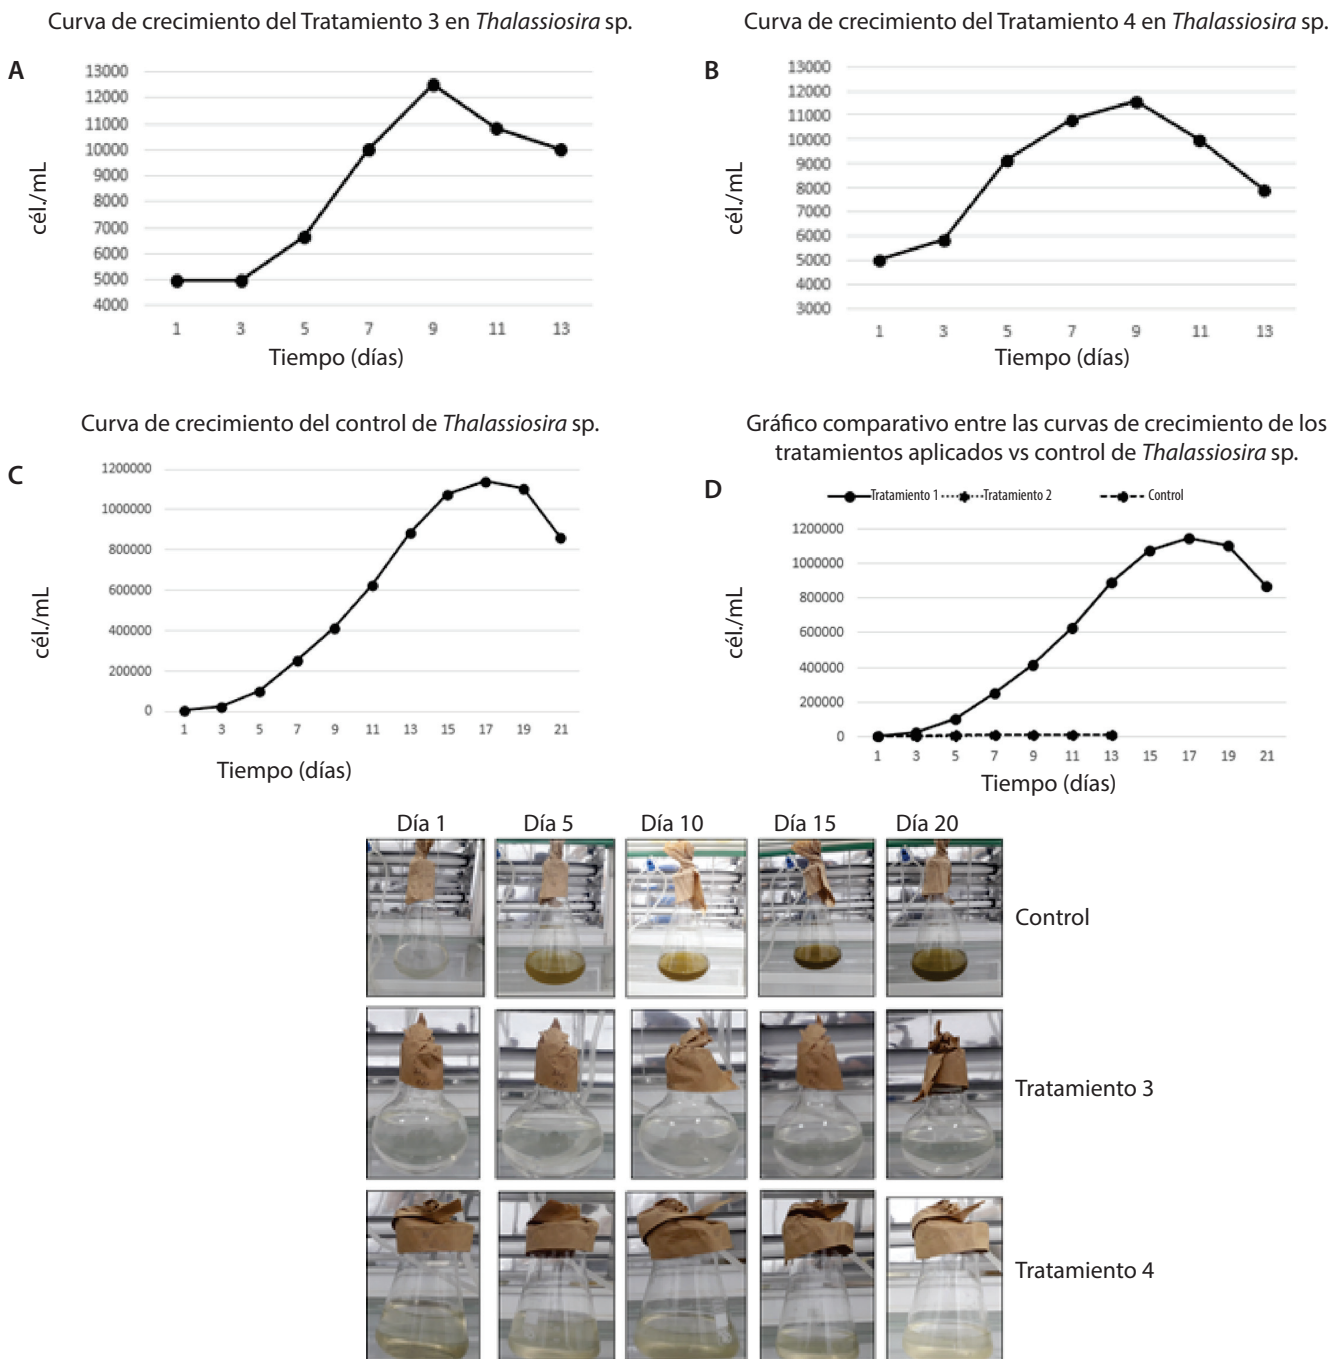 Curva de crecimiento del Tratamiento 3 en Thalassiosira sp.
A
13000
12000
11000
10000
9000
8000
7000
6000
5000
4000
cél./mL
1 3 5 7 9 11 13
Tiempo (días)
Curva de crecimiento del Tratamiento 4 en Thalassiosira sp.
B
13000
12000
11000
10000
9000
8000
7000
6000
5000
4000
3000
cél./mL
1 3 5 7 9 11 13
Tiempo (días)
Curva de crecimiento del control de Thalassiosira sp.
C
1200000
1000000
800000
600000
400000
200000
0
cél./mL
1 3 5 7 9 11 13 15 17 19 21
Tiempo (días)
Gráfico comparativo entre las curvas de crecimiento de los
tratamientos aplicados vs control de Thalassiosira sp.
D
Tratamiento 1 Tratamiento 2 Control
1200000
1000000
800000
600000
400000
200000
0
cél./mL
1 3 5 7 9 11 13 15 17 19 21
Tiempo (días)
Día 1 Día 5 Día 10 Día 15 Día 20
Control
Tratamiento 3
Tratamiento 4